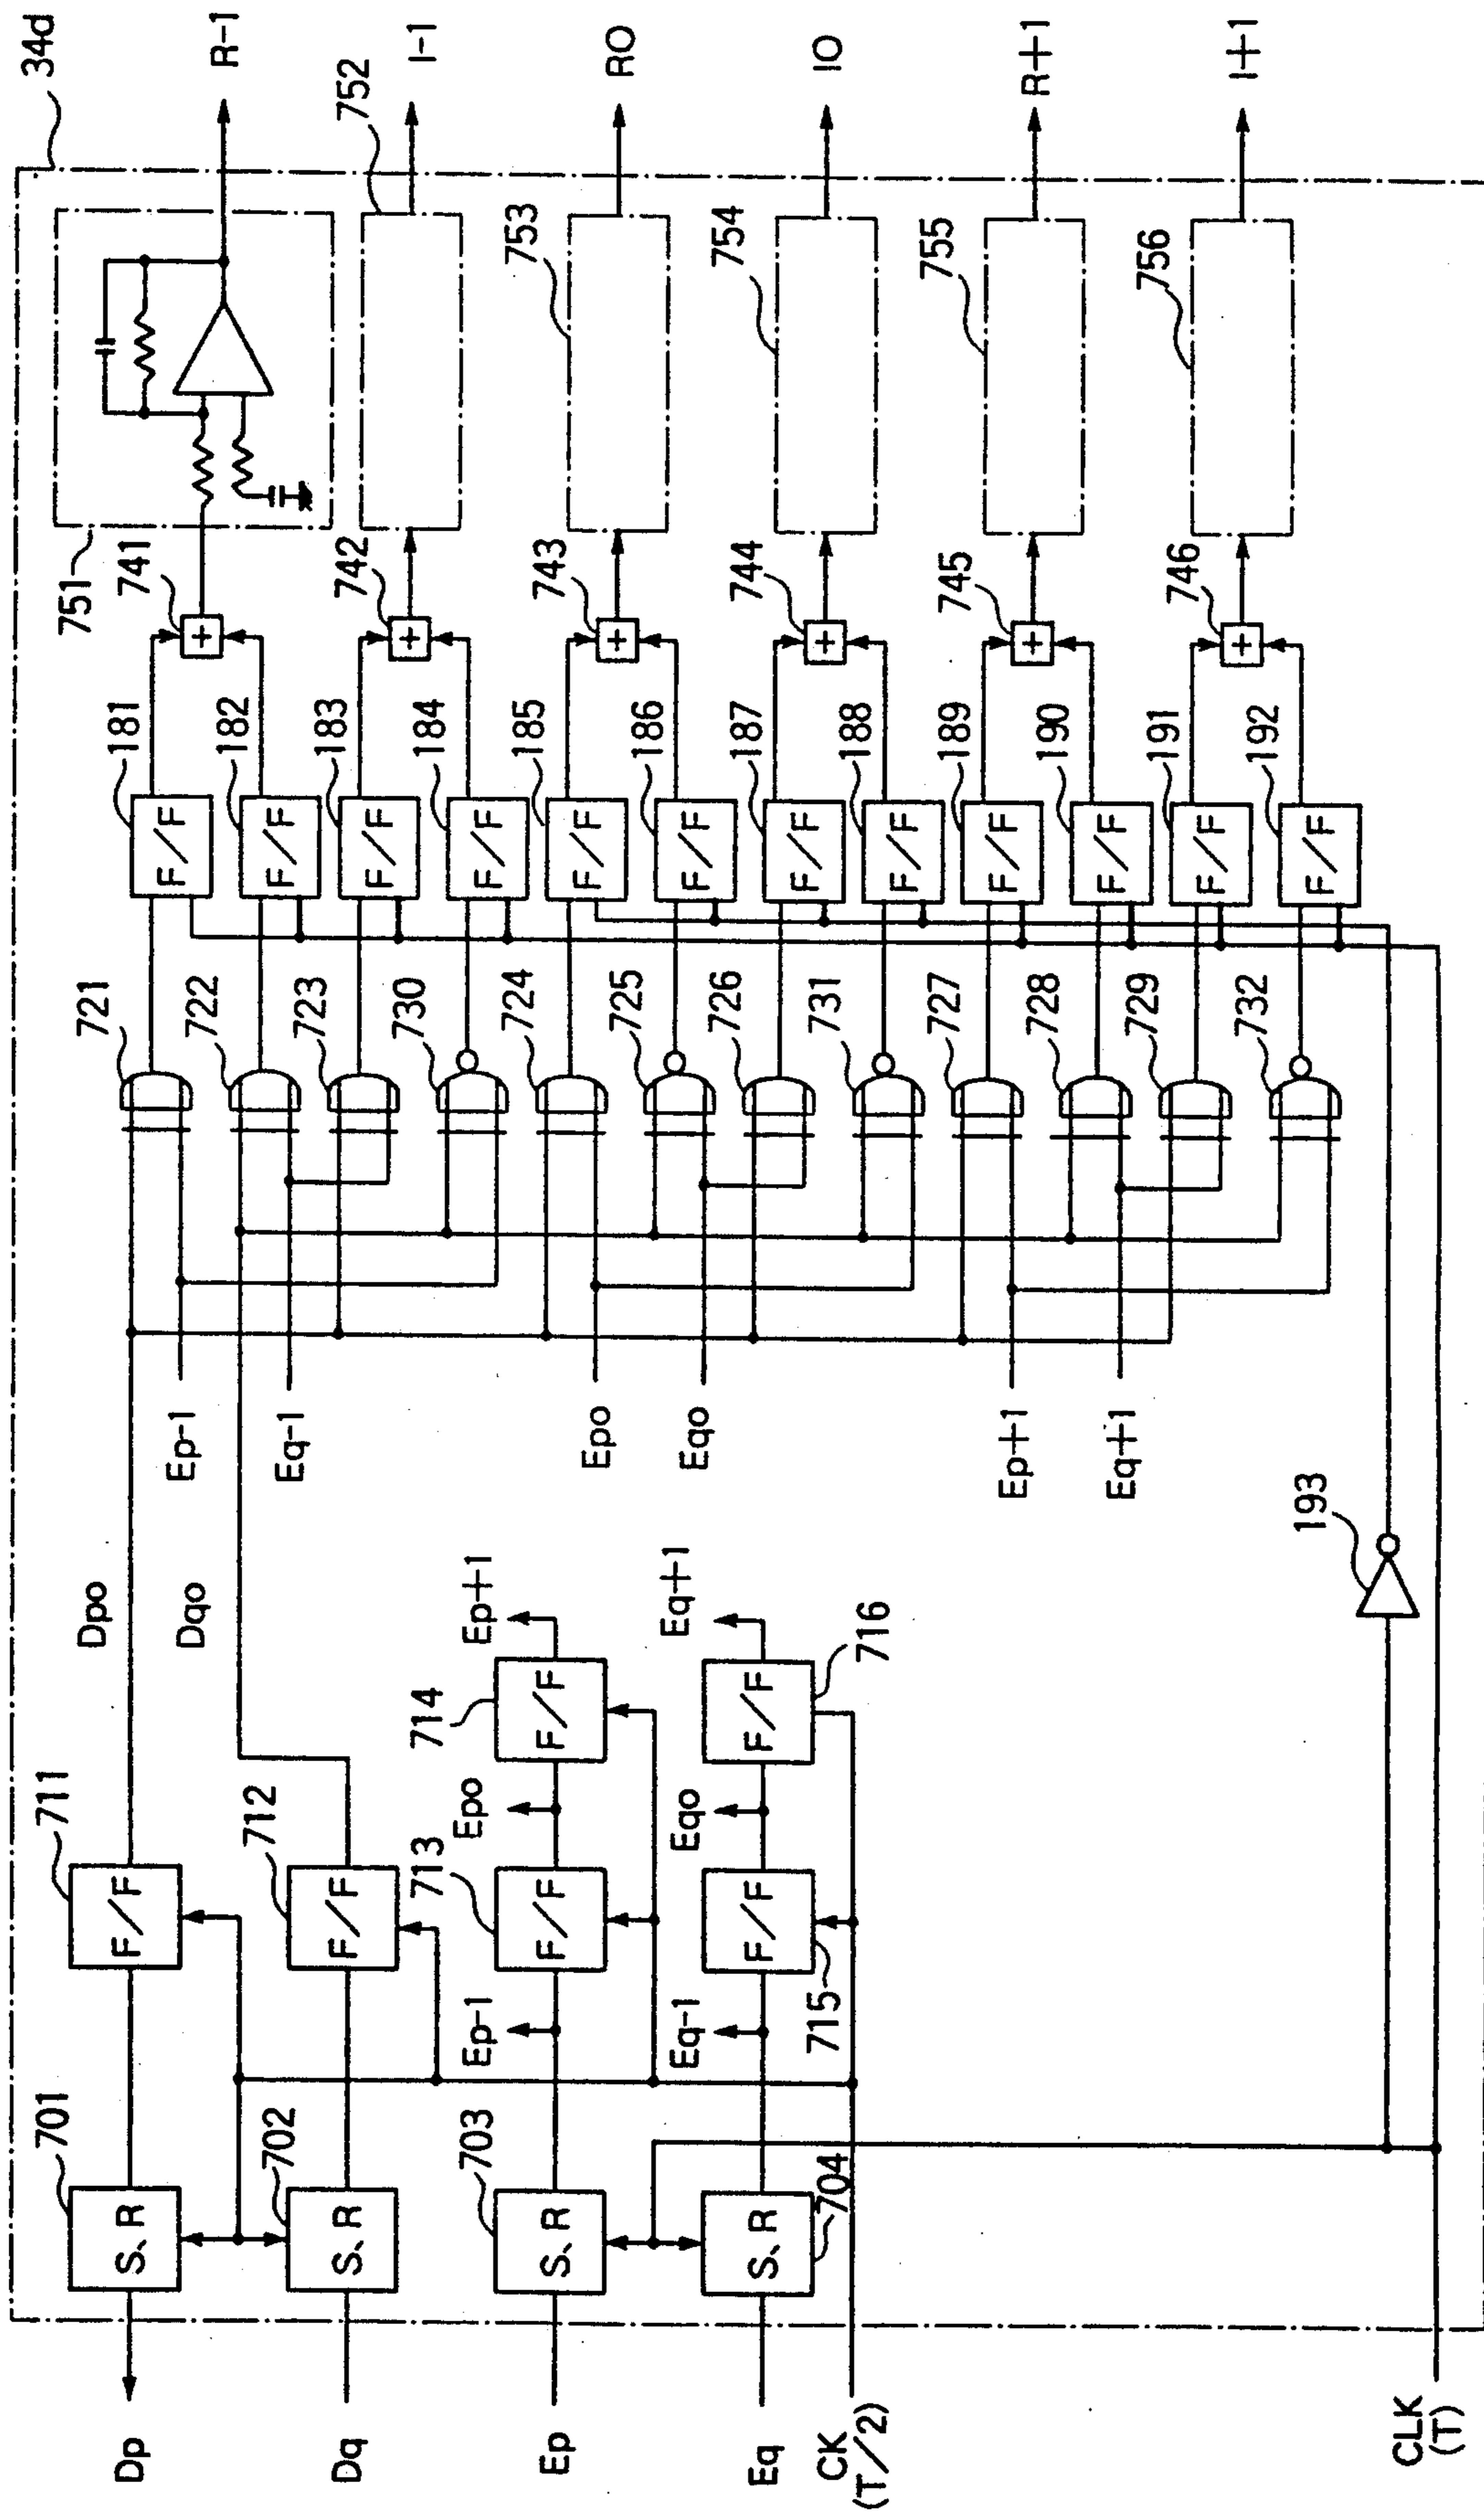 34d
R-1
I-1
R0
I0
R+1
I+1
751
752
753
754
755
756
741
742
743
744
745
746
+
+
+
+
+
+
181
182
183
184
185
186
187
188
189
190
191
192
F/F
F/F
F/F
F/F
F/F
F/F
F/F
F/F
F/F
F/F
F/F
F/F
721
722
723
730
724
725
726
731
727
728
729
732
Ep-1
Eq-1
Epo
Eqo
Ep+1
Eq+1
Dpo
Dqo
193
Ep+1
Eq+1
714
716
F/F
F/F
711
712
Epo
713
Eqo
F/F
F/F
F/F
F/F
715
Ep-1
Eq-1
701
702
703
704
S、R
S、R
S、R
S、R
Dp
Dq
Ep
Eq
CK
(T/2)
CLK
(T)